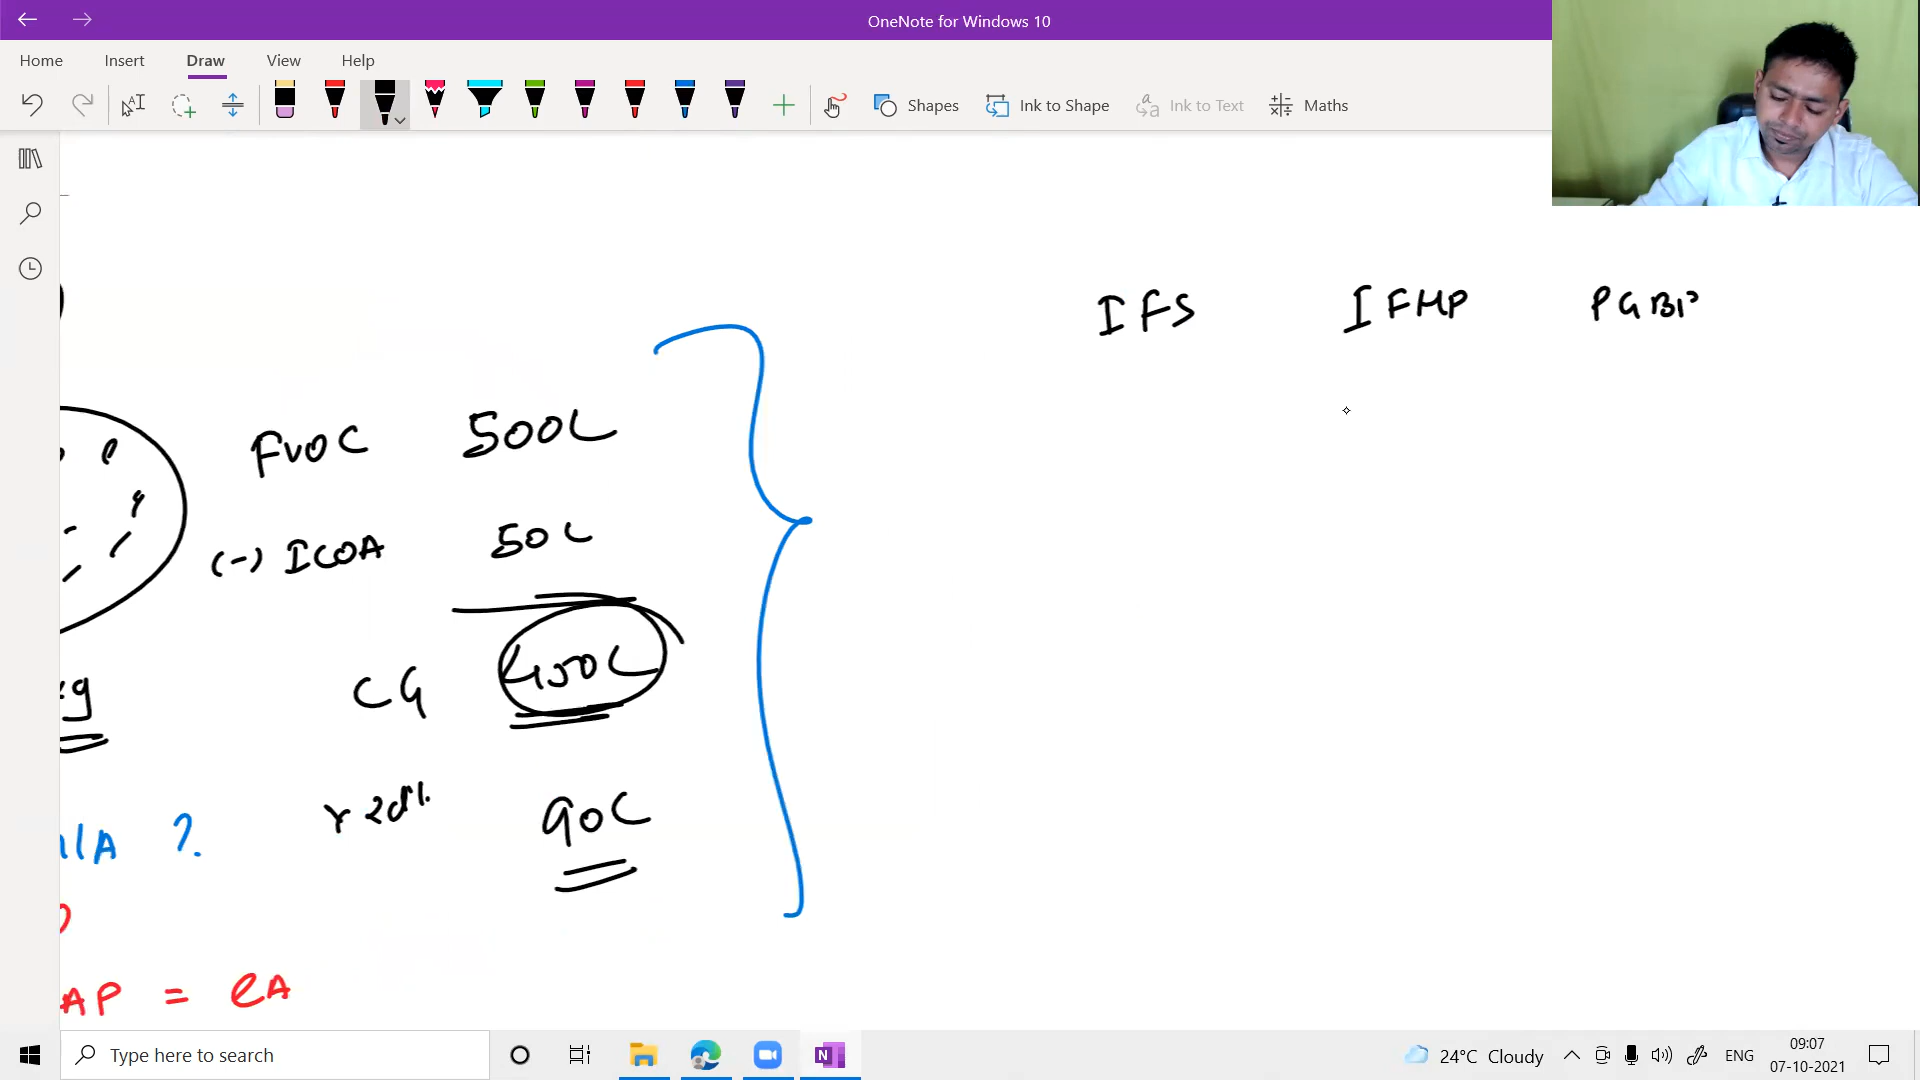 OneNote for Windows 10
Home Insert Draw View Help
Shapes Ink to Shape Ink to Text Maths
IFS IFHP PGBP
FVOC 500L
(-) ICOA 50L
CG 450L
x 20% 90L
?
AP = eA
Type here to search
24°C Cloudy ENG 09:07
07-10-2021